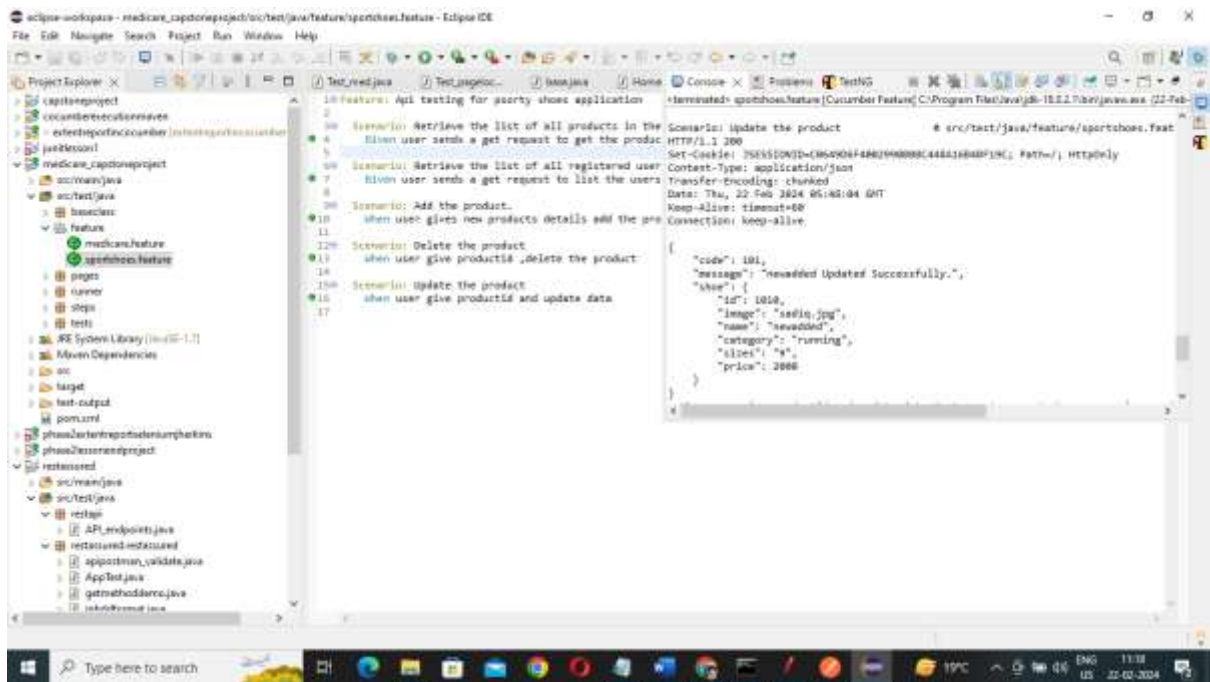 eclipse-workspace - medicare_capstoneproject/src/test/java/feature/sportshoes.feature - Eclipse IDE
File Edit Navigate Search Project Run Window Help
Project Explorer
capstoneproject
cocumberexecutionmaven
junitlesson1
medicare_capstoneproject
src/main/java
src/test/java
baseclass
feature
medicare.feature
sportshoes.feature
pages
runner
steps
tests
JRE System Library
Maven Dependencies
src
target
test-output
pom.xml
phase2lessonendproject
restassured
src/main/java
src/test/java
restapi
API_endpoints.java
restassured.restassured
apipostman_validate.java
AppTest.java
getmethoddemo.java
Test_med.java
Home
Feature: Api testing for psorty shoes application
Scenario: Retrieve the list of all products in the
Given user sends a get request to get the produc
Scenario: Retrieve the list of all registered user
Given user sends a get request to list the users
Scenario: Add the product.
When user gives new products details add the pro
Scenario: Delete the product
when user give productid ,delete the product
Scenario: Update the product
when user give productid and update data
Console
Problems
TestNG
Scenario: Update the product # src/test/java/feature/sportshoes.feat
HTTP/1.1 200
Content-Type: application/json
Transfer-Encoding: chunked
Date: Thu, 22 Feb 2024 05:48:04 GMT
Keep-Alive: timeout=60
Connection: keep-alive
{
"code": 101,
"message": "newadded Updated Successfully.",
"shoe": {
"id": 1010,
"image": "sadiq.jpg",
"name": "newadded",
"category": "running",
"sizes": "9",
"price": 2000
}
}
Type here to search
19°C
ENG
US
11:18
22-02-2024